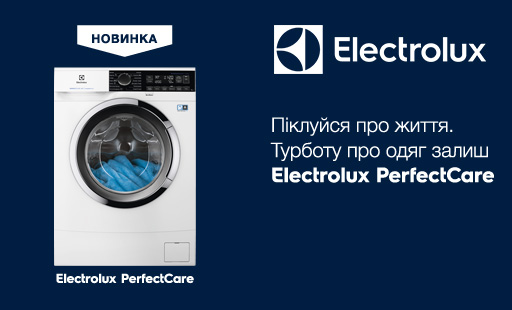 НОВИНКА
Electrolux
Піклуйся про життя.
Турботу про одяг залиш
Electrolux PerfectCare
Electrolux PerfectCare